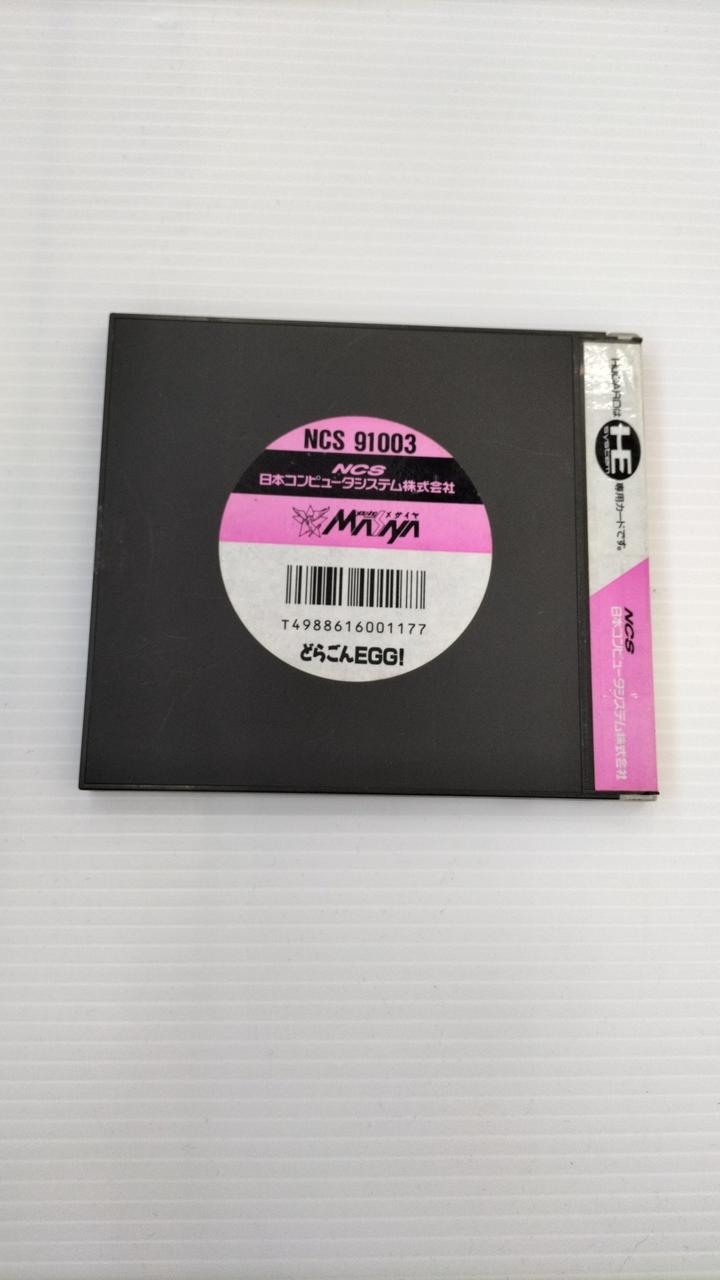 NCS 91003
NCS
日本コンピュータシステム株式会社
メサイヤ
MASAYA
T4988616001177
どらごんEGG!
HuCARDは
HE
system
専用カードです。
NCS
日本コンピュータシステム株式会社